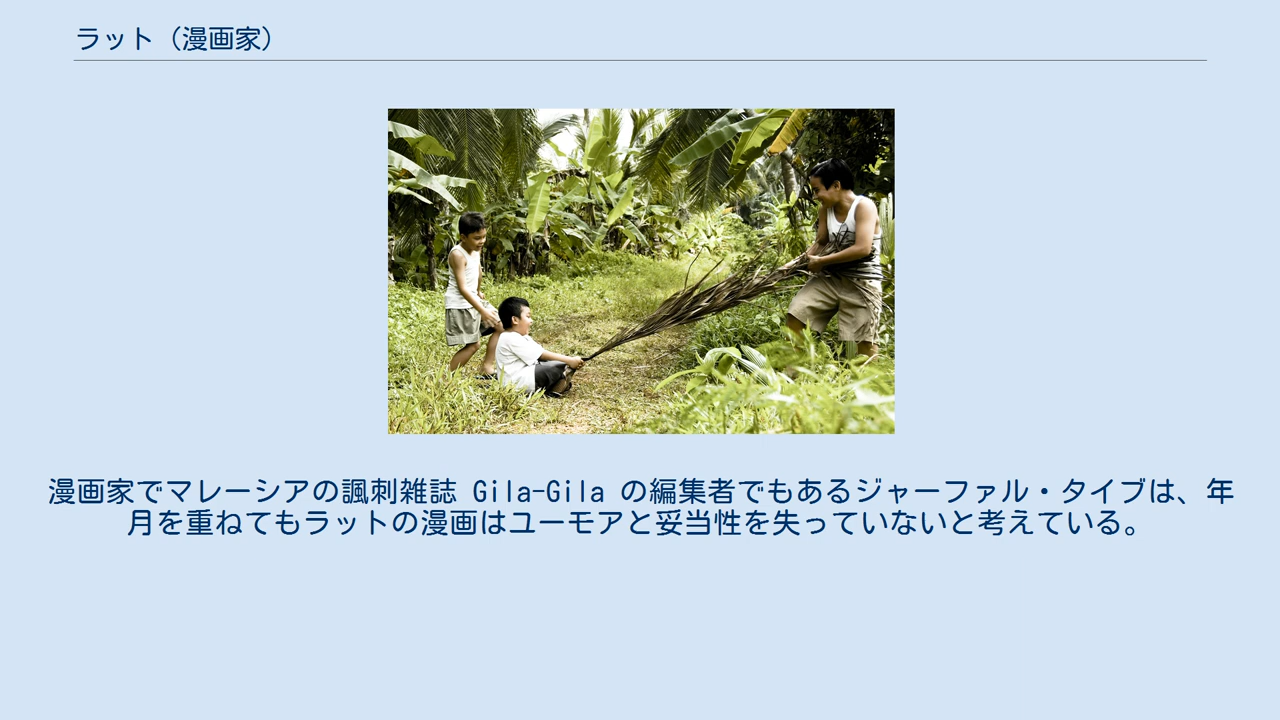 ラット（漫画家）
漫画家でマレーシアの諷刺雑誌 Gila-Gila の編集者でもあるジャーファル・タイブは、年
月を重ねてもラットの漫画はユーモアと妥当性を失っていないと考えている。